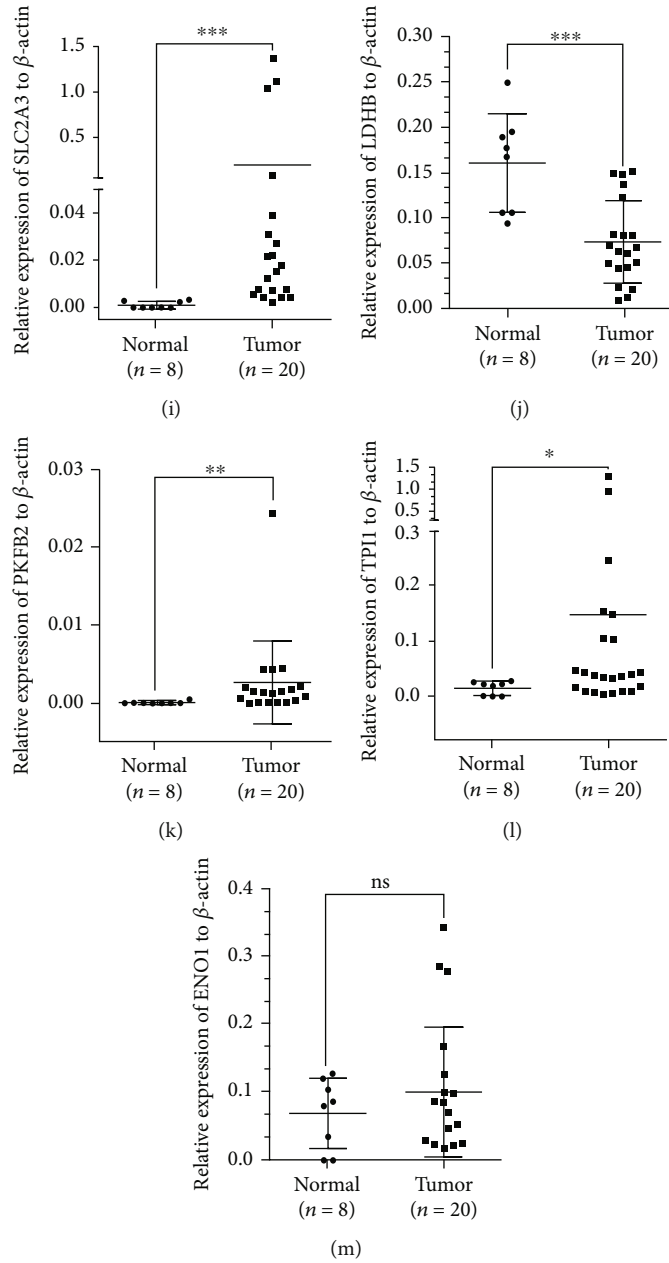 Relative expression of SLC2A3 to β-actin
1.5
1.0
0.5
0.04
0.02
0.00
***
Normal
(n = 8)
Tumor
(n = 20)
(i)
Relative expression of LDHB to β-actin
0.30
0.25
0.20
0.15
0.10
0.05
0.00
***
Normal
(n = 8)
Tumor
(n = 20)
(j)
Relative expression of PKFB2 to β-actin
0.03
0.02
0.01
0.00
**
Normal
(n = 8)
Tumor
(n = 20)
(k)
Relative expression of TPI1 to β-actin
1.5
1.0
0.5
0.3
0.2
0.1
0.0
*
Normal
(n = 8)
Tumor
(n = 20)
(l)
Relative expression of ENO1 to β-actin
0.4
0.3
0.2
0.1
0.0
ns
Normal
(n = 8)
Tumor
(n = 20)
(m)